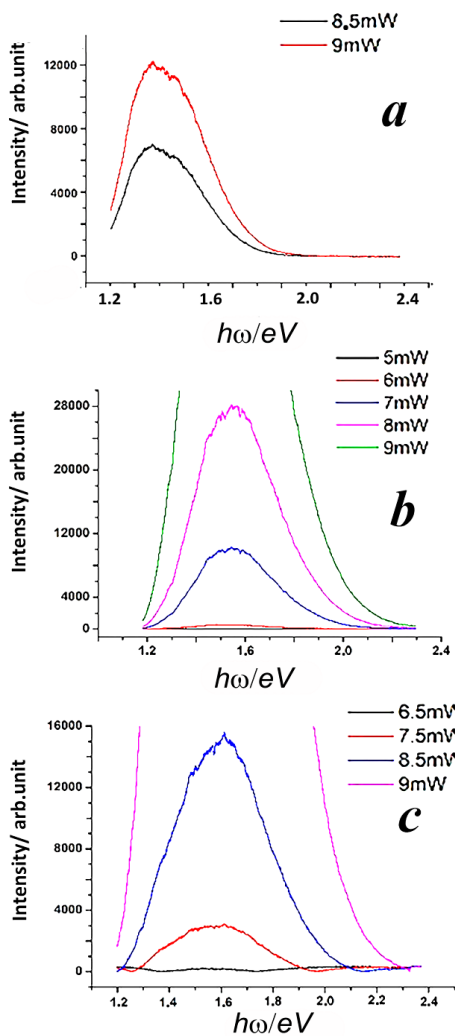 8.5mW
9mW
a
Intensity/ arb.unit
12000
8000
4000
0
1.2 1.6 2.0 2.4
hω/eV
5mW
6mW
7mW
8mW
9mW
b
Intensity/ arb.unit
28000
20000
12000
4000
0
1.2 1.6 2.0 2.4
hω/eV
6.5mW
7.5mW
8.5mW
9mW
c
Intensity/ arb.unit
16000
12000
8000
4000
0
1.2 1.4 1.6 1.8 2.0 2.2 2.4
hω/eV